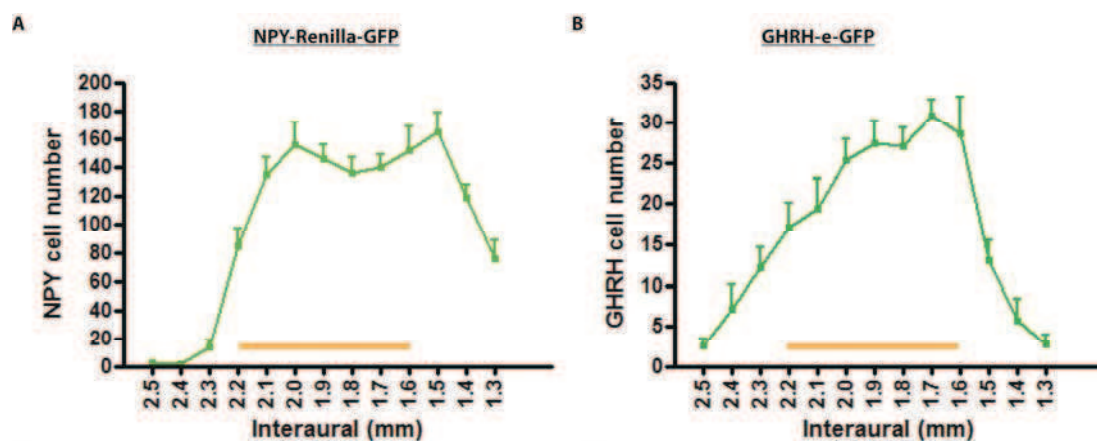 A
NPY-Renilla-GFP
NPY cell number
200
180
160
140
120
100
80
60
40
20
0
2.5 2.4 2.3 2.2 2.1 2.0 1.9 1.8 1.7 1.6 1.5 1.4 1.3
Interaural (mm)
B
GHRH-e-GFP
GHRH cell number
35
30
25
20
15
10
5
0
2.5 2.4 2.3 2.2 2.1 2.0 1.9 1.8 1.7 1.6 1.5 1.4 1.3
Interaural (mm)